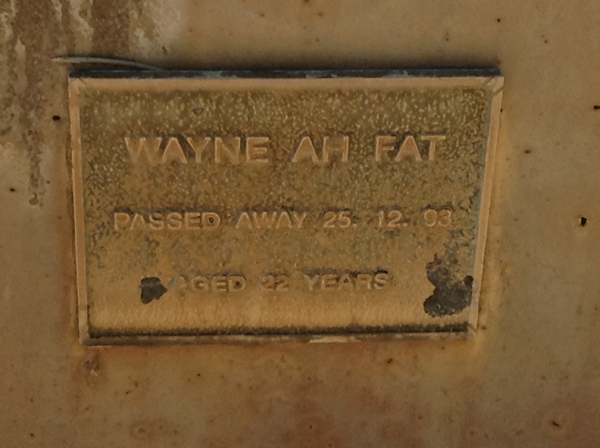 WAYNE AH FAT
PASSED AWAY 25. 12. 93
AGED 22 YEARS